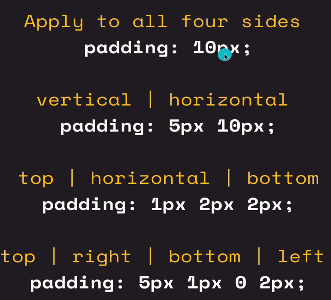 Apply to all four sides
padding: 10px;
vertical | horizontal
padding: 5px 10px;
top | horizontal | bottom
padding: 1px 2px 2px;
top | right | bottom | left
padding: 5px 1px 0 2px;